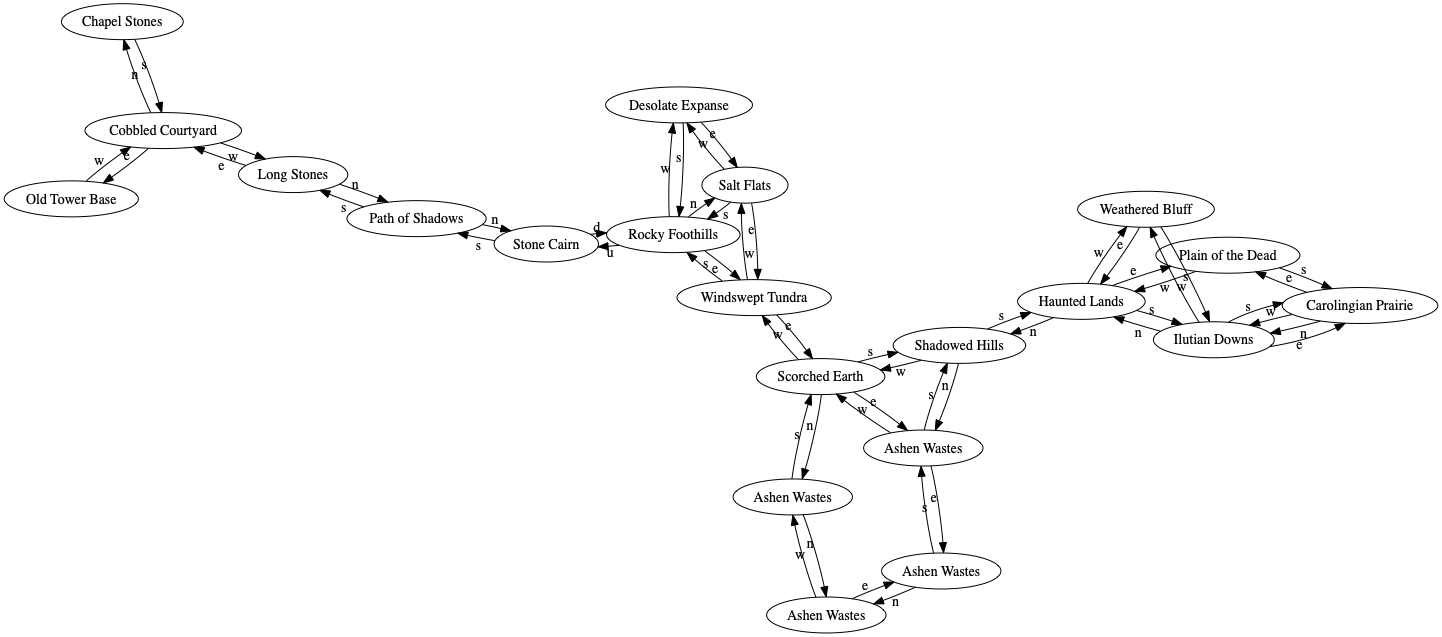 Chapel Stones
s
n
Cobbled Courtyard
w
e
w
e
Old Tower Base
Long Stones
n
s
Path of Shadows
n
s
Stone Cairn
d
u
Desolate Expanse
e
w
w
s
Salt Flats
n
s
Rocky Foothills
e
w
s
e
Windswept Tundra
e
w
Scorched Earth
s
w
Shadowed Hills
s
n
e
w
s
n
Ashen Wastes
s
n
Ashen Wastes
n
w
e
s
Ashen Wastes
e
n
Ashen Wastes
Weathered Bluff
w
e
Plain of the Dead
e
w
w
s
s
e
Haunted Lands
s
n
Carolingian Prairie
s
w
n
e
Ilutian Downs